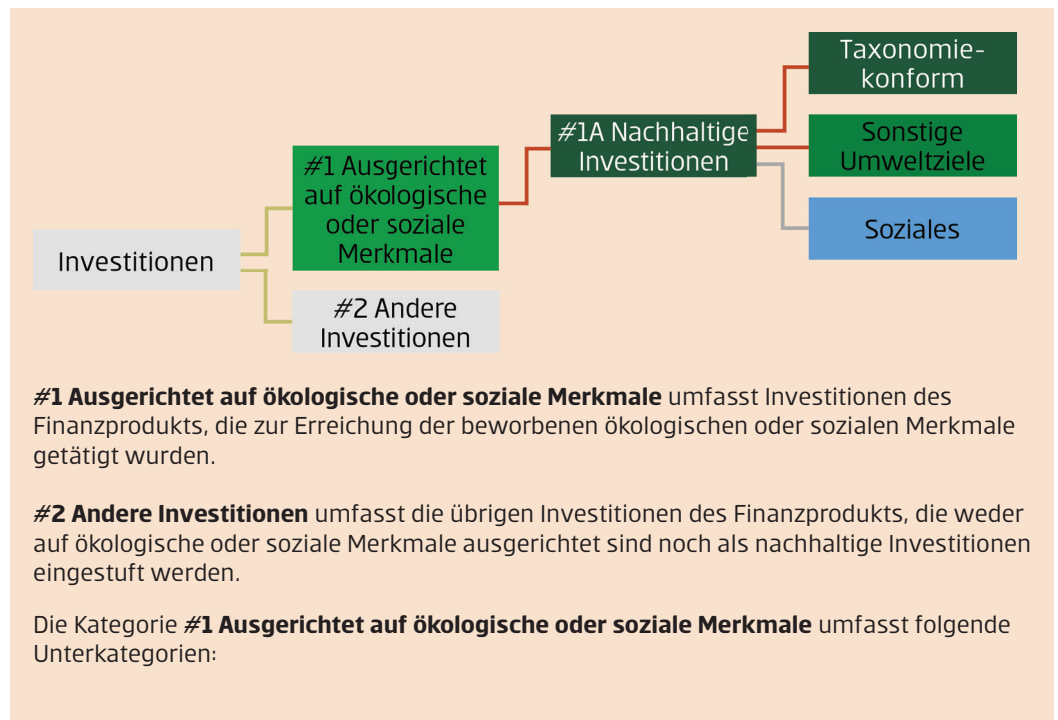 Taxonomie-
konform
#1A Nachhaltige
Investitionen
Sonstige
Umweltziele
#1 Ausgerichtet
auf ökologische
oder soziale
Merkmale
Soziales
Investitionen
#2 Andere
Investitionen
#1 Ausgerichtet auf ökologische oder soziale Merkmale umfasst Investitionen des
Finanzprodukts, die zur Erreichung der beworbenen ökologischen oder sozialen Merkmale
getätigt wurden.
#2 Andere Investitionen umfasst die übrigen Investitionen des Finanzprodukts, die weder
auf ökologische oder soziale Merkmale ausgerichtet sind noch als nachhaltige Investitionen
eingestuft werden.
Die Kategorie #1 Ausgerichtet auf ökologische oder soziale Merkmale umfasst folgende
Unterkategorien: